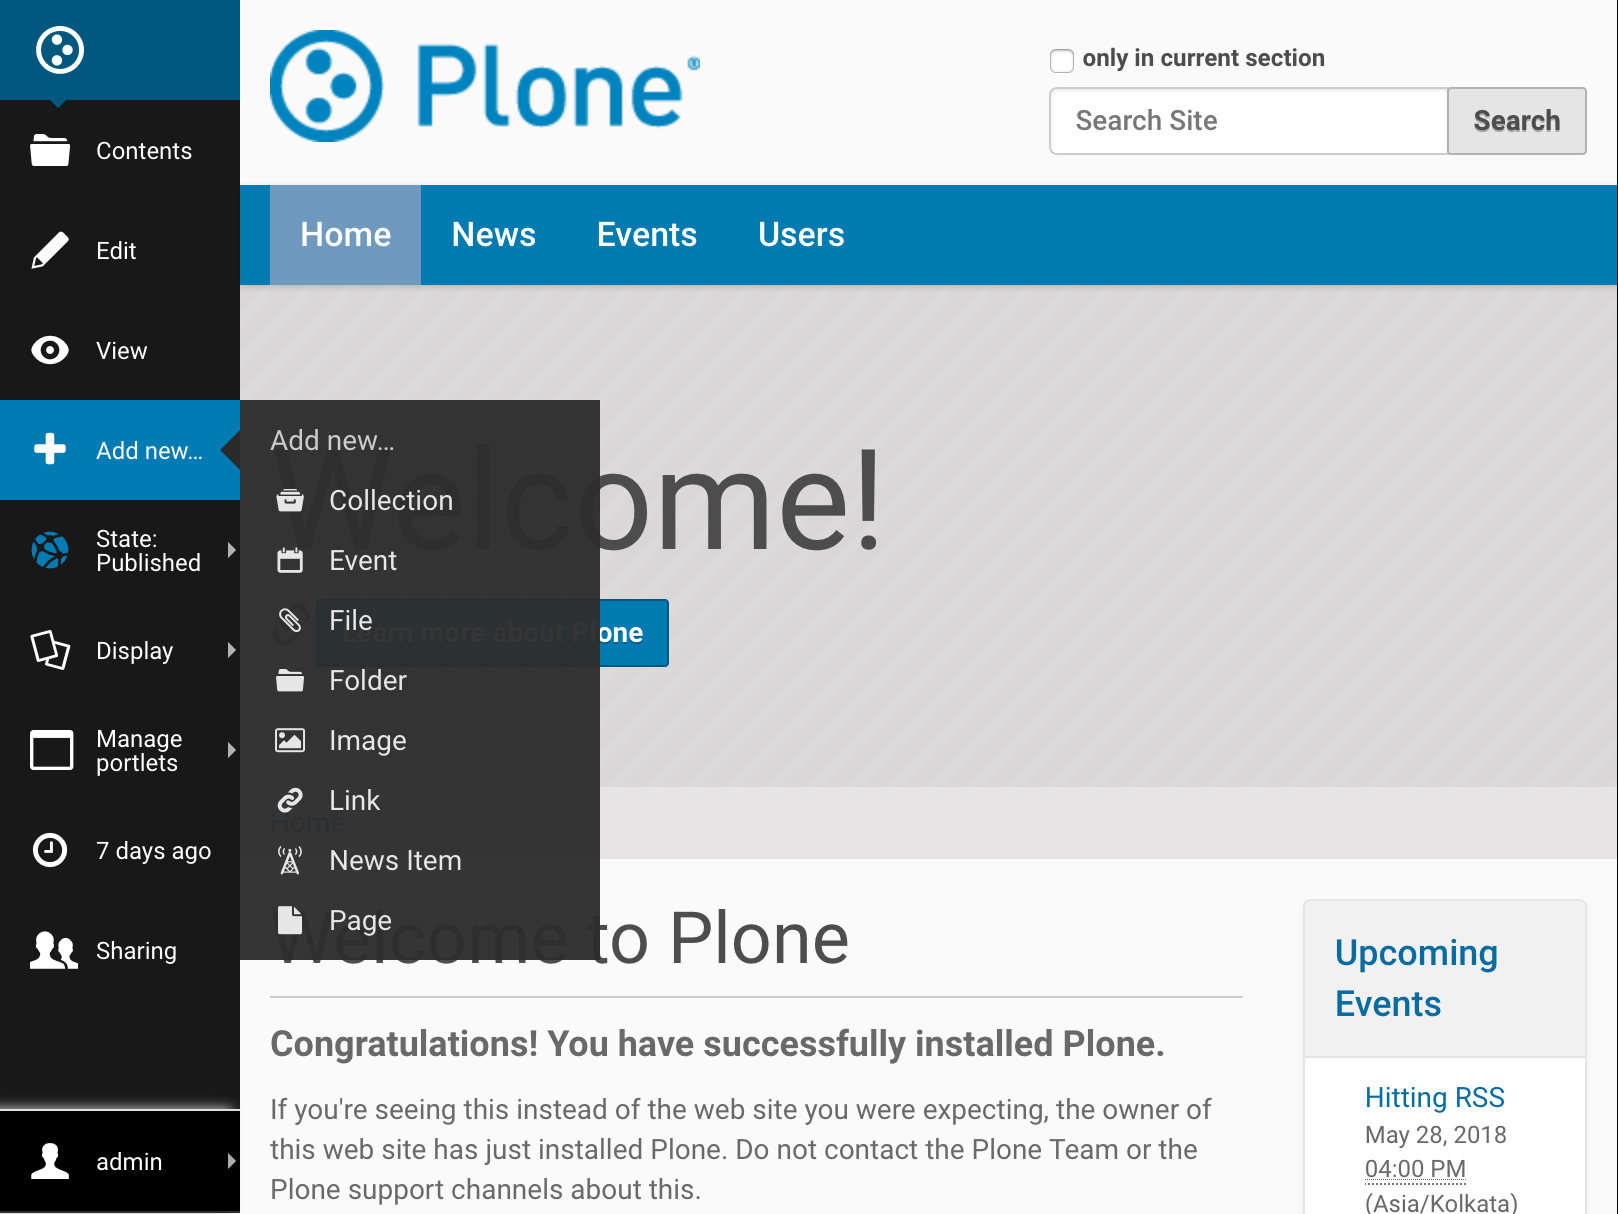 Contents
Edit
View
Add new...
State:
Published
Display
Manage
portlets
7 days ago
Sharing
admin
Plone®
only in current section
Search Site
Search
Home
News
Events
Users
Welcome!
Learn more about Plone
Add new...
Collection
Event
File
Folder
Image
Link
News Item
Page
Home
Welcome to Plone
Congratulations! You have successfully installed Plone.
If you're seeing this instead of the web site you were expecting, the owner of
this web site has just installed Plone. Do not contact the Plone Team or the
Plone support channels about this.
Upcoming
Events
Hitting RSS
May 28, 2018
04:00 PM
(Asia/Kolkata)